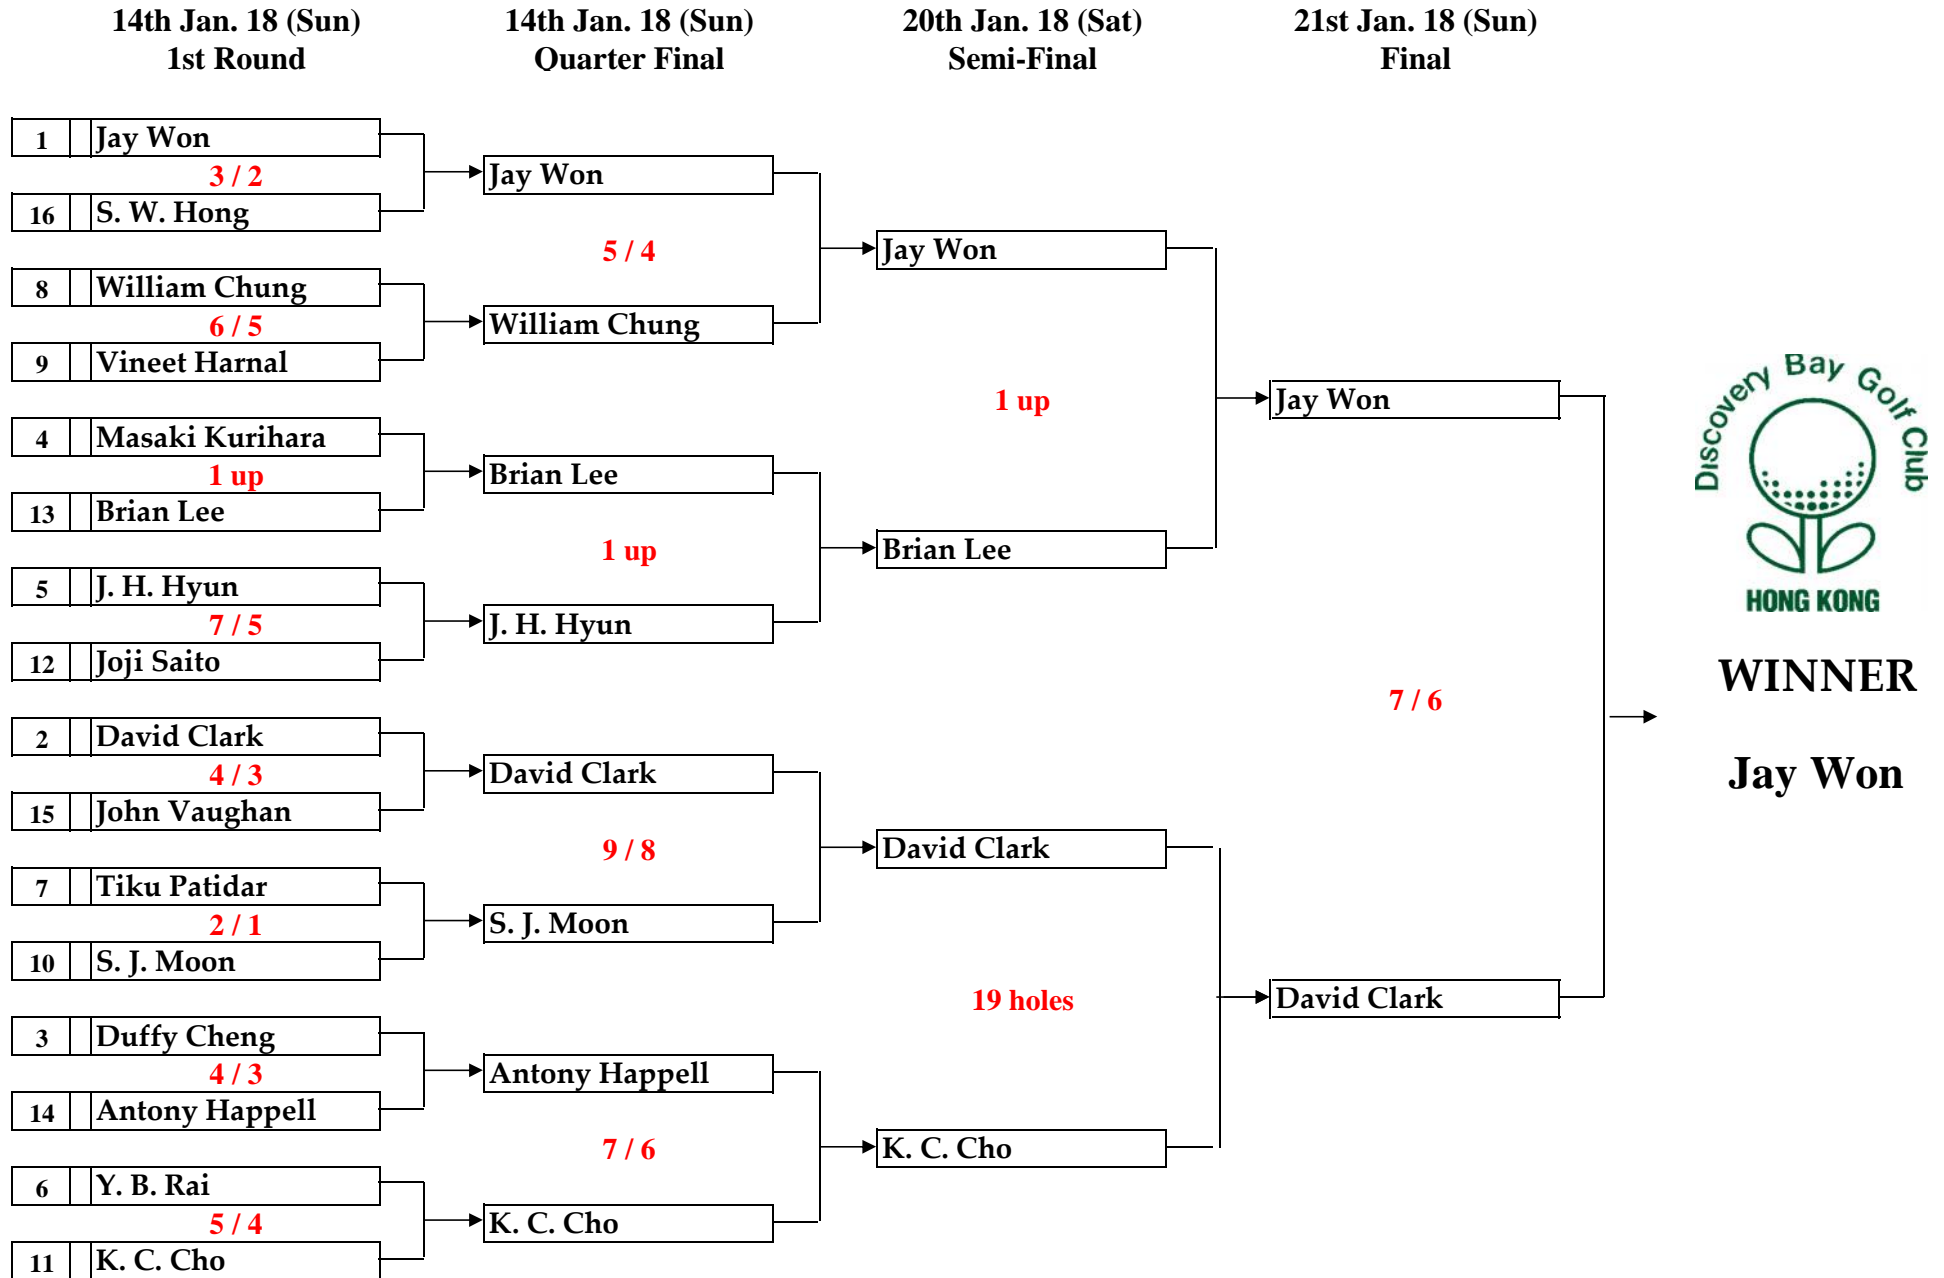 14th Jan. 18 (Sun)
1st Round
14th Jan. 18 (Sun)
Quarter Final
20th Jan. 18 (Sat)
Semi-Final
21st Jan. 18 (Sun)
Final
1 Jay Won
3 / 2
16 S. W. Hong
8 William Chung
6 / 5
9 Vineet Harnal
4 Masaki Kurihara
1 up
13 Brian Lee
5 J. H. Hyun
7 / 5
12 Joji Saito
2 David Clark
4 / 3
15 John Vaughan
7 Tiku Patidar
2 / 1
10 S. J. Moon
3 Duffy Cheng
4 / 3
14 Antony Happell
6 Y. B. Rai
5 / 4
11 K. C. Cho
Jay Won
5 / 4
William Chung
Brian Lee
1 up
J. H. Hyun
David Clark
9 / 8
S. J. Moon
Antony Happell
7 / 6
K. C. Cho
Jay Won
1 up
Brian Lee
David Clark
19 holes
K. C. Cho
Jay Won
7 / 6
David Clark
Discovery Bay Golf Club
HONG KONG
WINNER
Jay Won